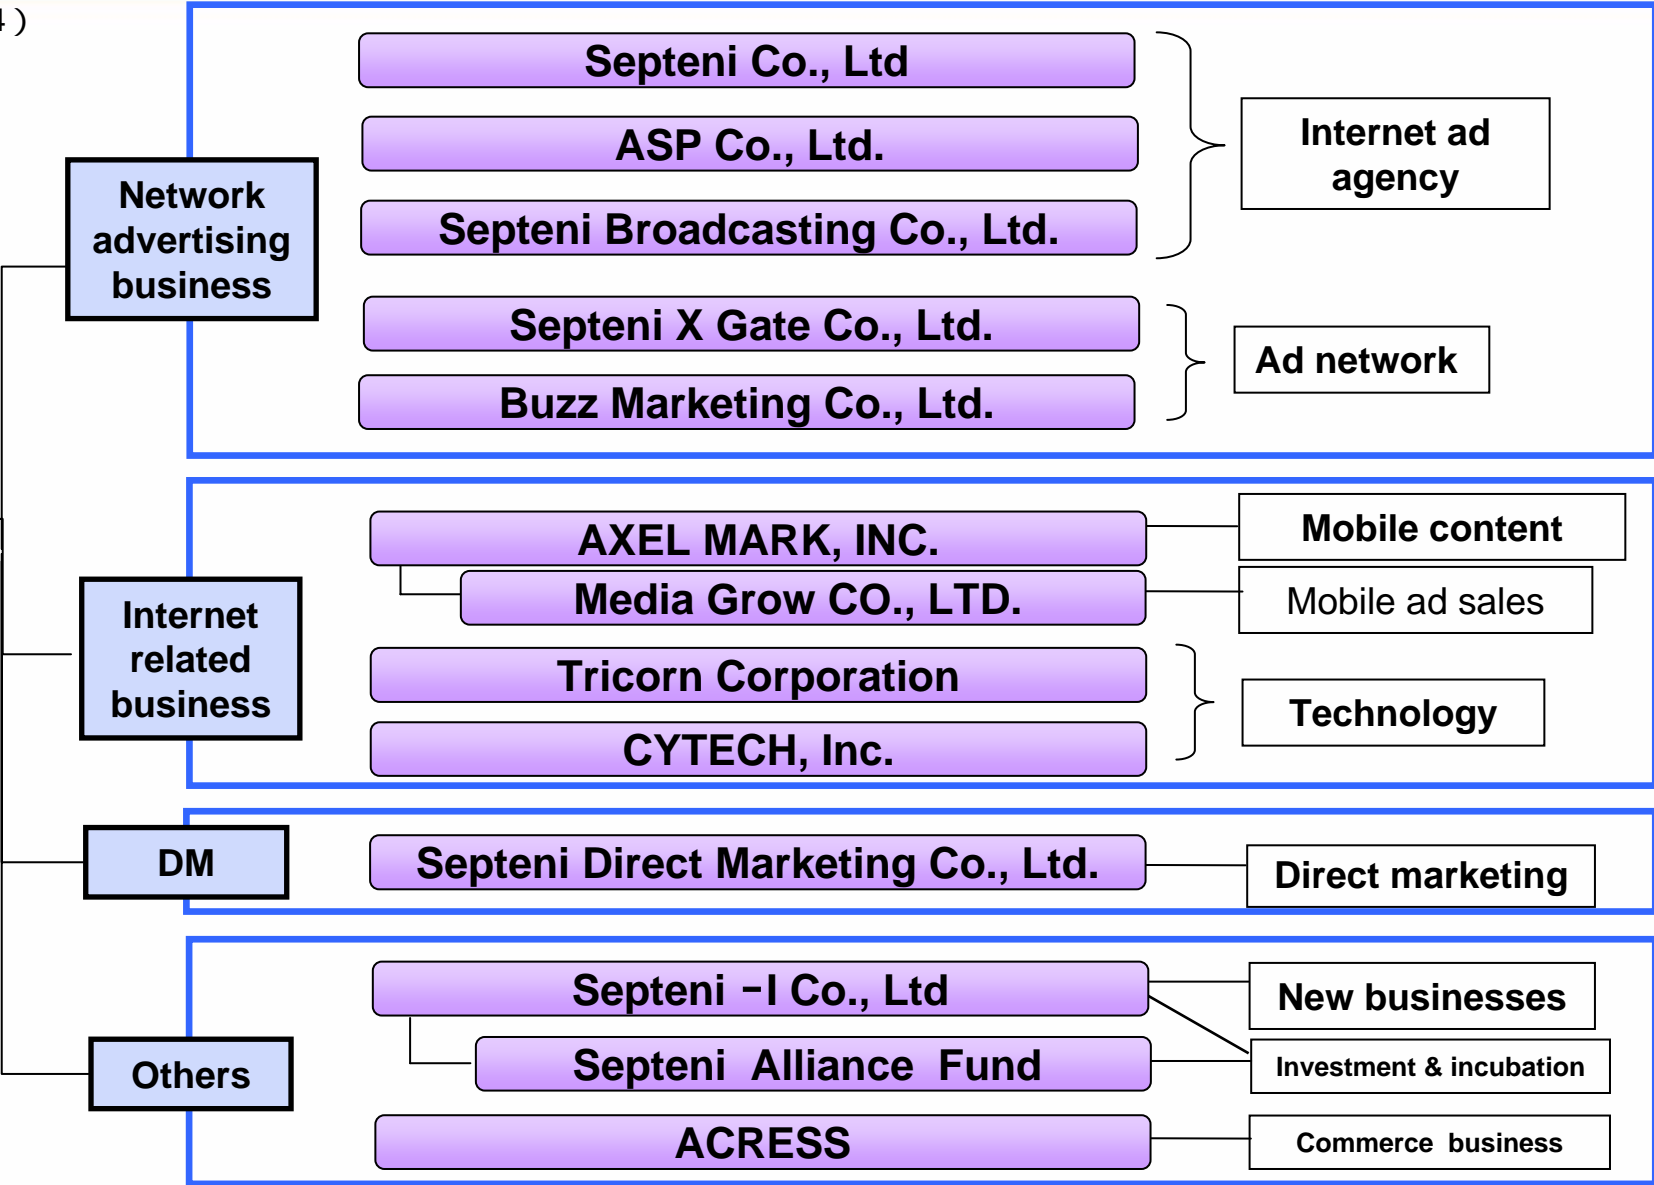 4)
Septeni Co., Ltd
ASP Co., Ltd.
Septeni Broadcasting Co., Ltd.
Internet ad
agency
Network
advertising
business
Septeni X Gate Co., Ltd.
Buzz Marketing Co., Ltd.
Ad network
AXEL MARK, INC.
Mobile content
Media Grow CO., LTD.
Mobile ad sales
Internet
related
business
Tricorn Corporation
CYTECH, Inc.
Technology
DM
Septeni Direct Marketing Co., Ltd.
Direct marketing
Septeni −I Co., Ltd
New businesses
Others
Septeni Alliance Fund
Investment & incubation
ACRESS
Commerce business